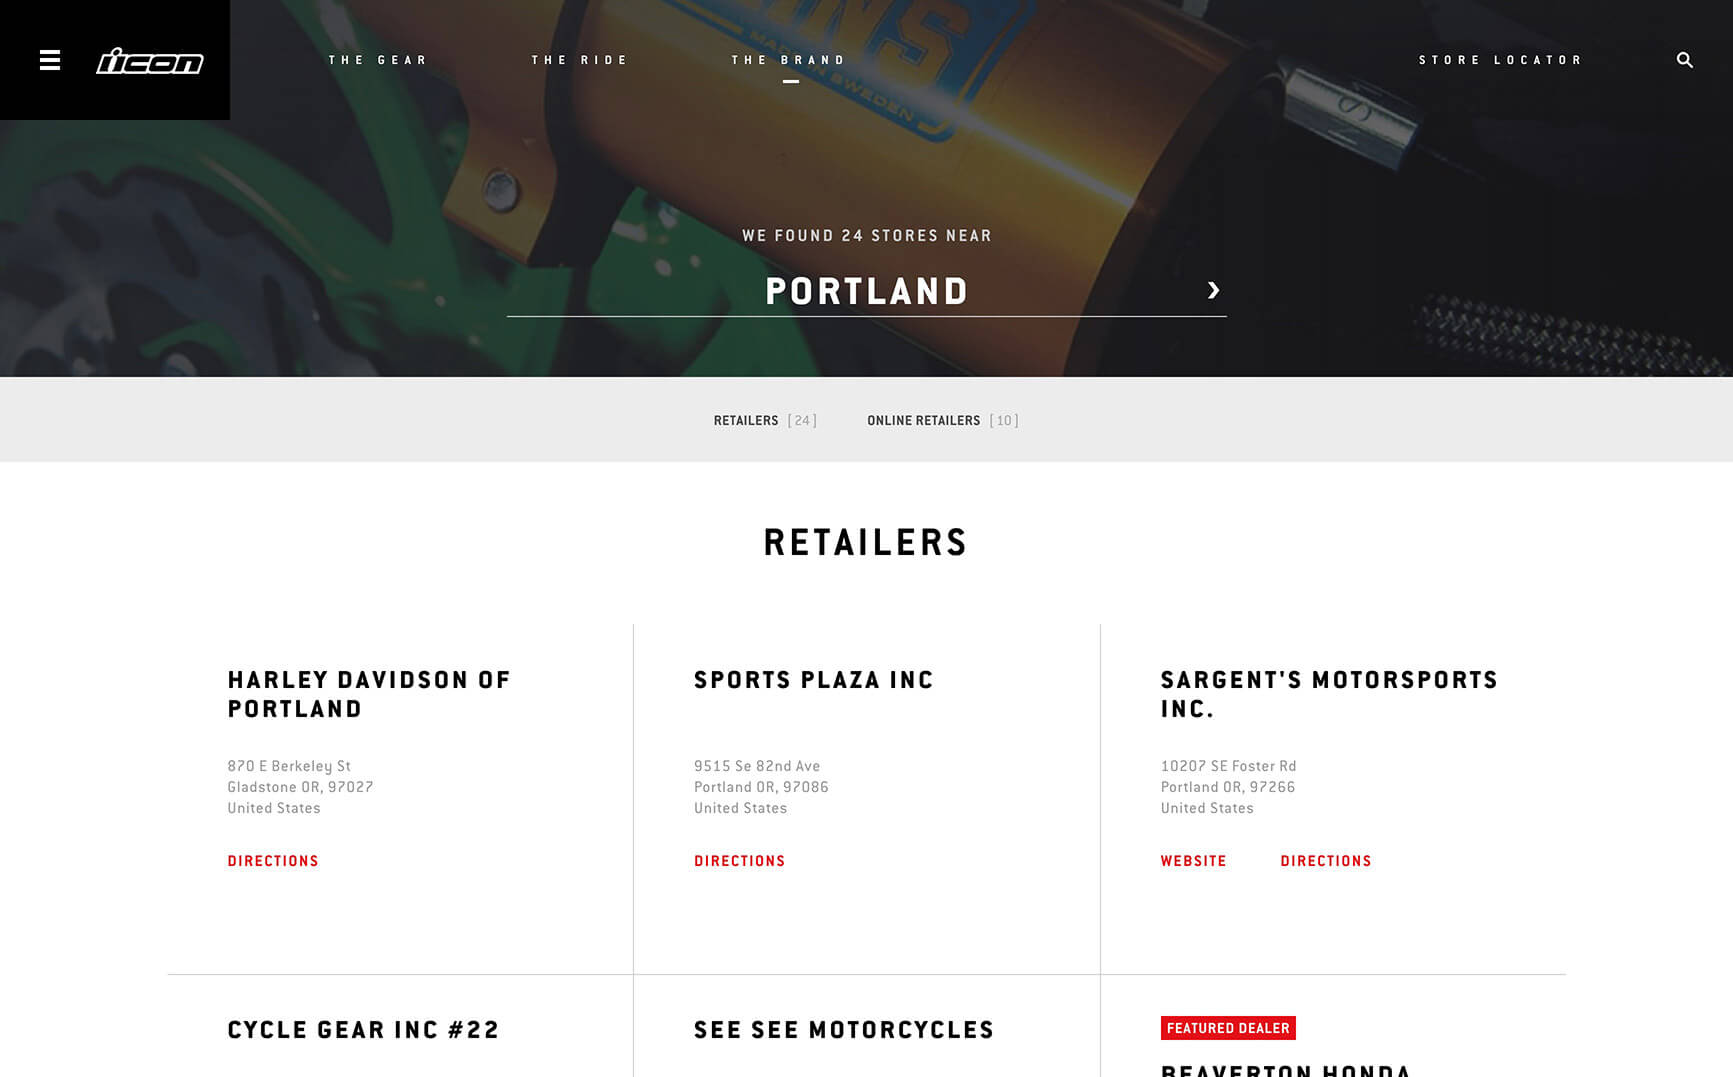 icon
THE GEAR
THE RIDE
THE BRAND
STORE LOCATOR
MADE IN SWEDEN
WE FOUND 24 STORES NEAR
PORTLAND
RETAILERS [ 24 ]
ONLINE RETAILERS [ 10 ]
RETAILERS
HARLEY DAVIDSON OF
PORTLAND
870 E Berkeley St
Gladstone OR, 97027
United States
DIRECTIONS
SPORTS PLAZA INC
9515 Se 82nd Ave
Portland OR, 97086
United States
DIRECTIONS
SARGENT'S MOTORSPORTS
INC.
10207 SE Foster Rd
Portland OR, 97266
United States
WEBSITE
DIRECTIONS
CYCLE GEAR INC #22
SEE SEE MOTORCYCLES
FEATURED DEALER
BEAVERTON HONDA